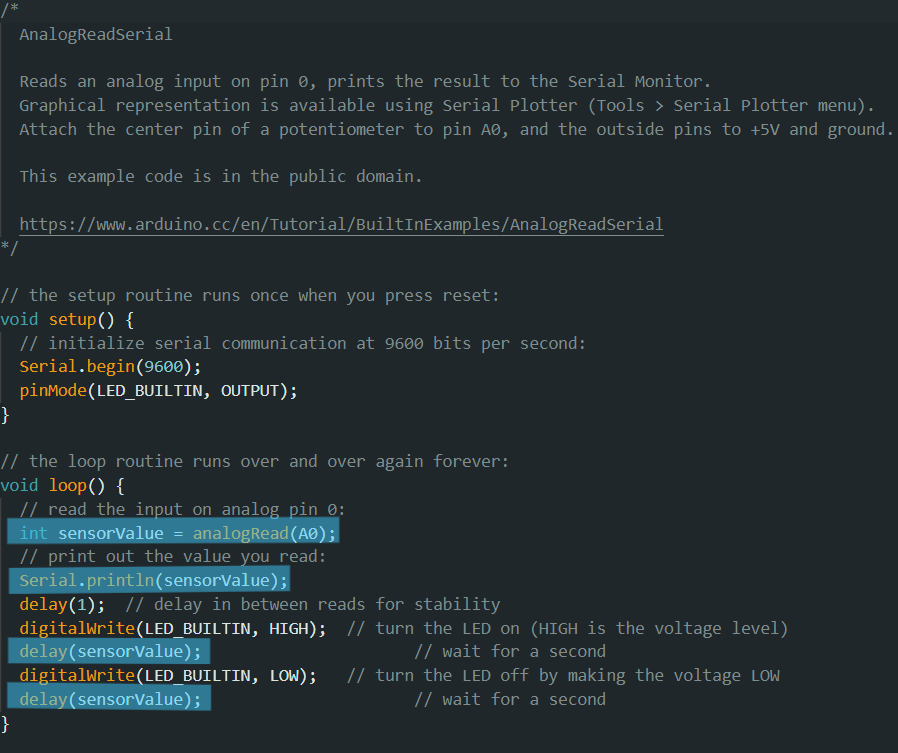 /*
  AnalogReadSerial

  Reads an analog input on pin 0, prints the result to the Serial Monitor.
  Graphical representation is available using Serial Plotter (Tools > Serial Plotter menu).
  Attach the center pin of a potentiometer to pin A0, and the outside pins to +5V and ground.

  This example code is in the public domain.

  https://www.arduino.cc/en/Tutorial/BuiltInExamples/AnalogReadSerial
*/

// the setup routine runs once when you press reset:
void setup() {
  // initialize serial communication at 9600 bits per second:
  Serial.begin(9600);
  pinMode(LED_BUILTIN, OUTPUT);
}

// the loop routine runs over and over again forever:
void loop() {
  // read the input on analog pin 0:
  int sensorValue = analogRead(A0);
  // print out the value you read:
  Serial.println(sensorValue);
  delay(1);  // delay in between reads for stability
  digitalWrite(LED_BUILTIN, HIGH);  // turn the LED on (HIGH is the voltage level)
  delay(sensorValue);                      // wait for a second
  digitalWrite(LED_BUILTIN, LOW);   // turn the LED off by making the voltage LOW
  delay(sensorValue);                      // wait for a second
}